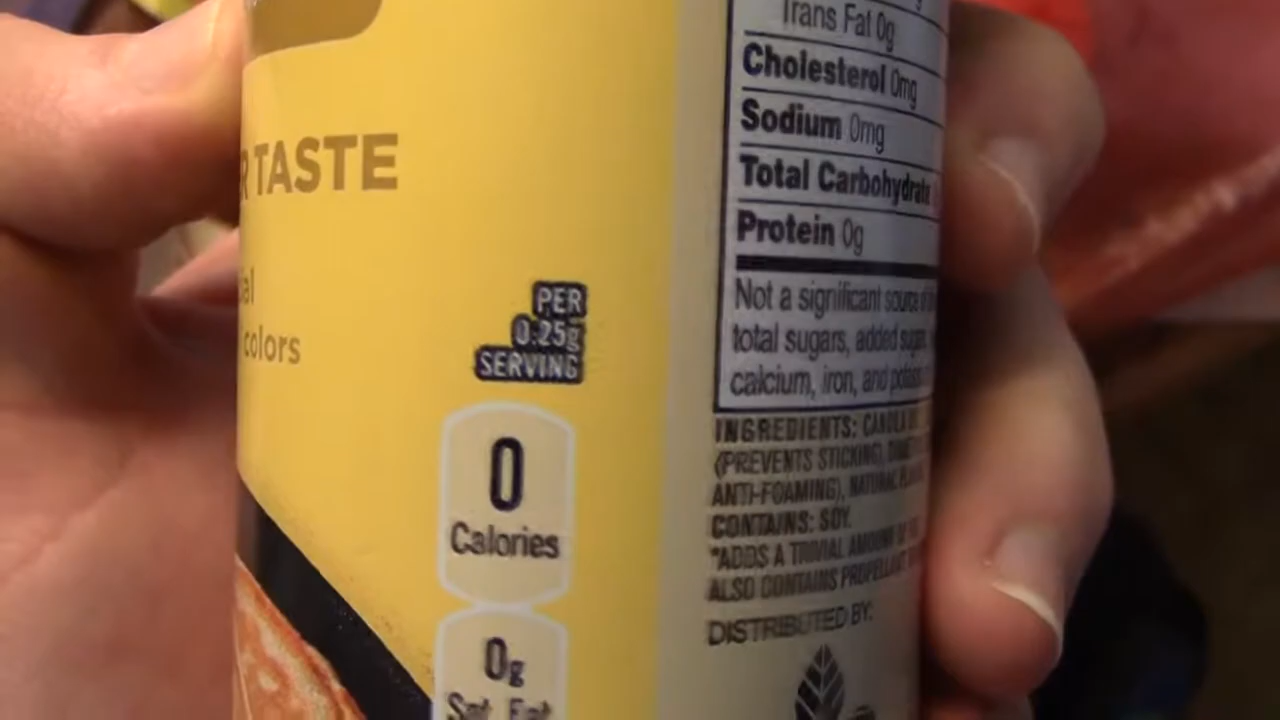 R TASTE
al
colors
PER
0.25g
SERVING
0
Calories
0g
Sat Fat
Trans Fat 0g
Cholesterol 0mg
Sodium 0mg
Total Carbohydrate
Protein 0g
Not a significant source of
total sugars, added sugar,
calcium, iron, and
INGREDIENTS: CANOLA
(PREVENTS STICKING),
ANTI-FOAMING), NATURAL
CONTAINS: SOY.
*ADDS A TRIVIAL AMOUNT OF
ALSO CONTAINS PROPELLANT
DISTRIBUTED BY: